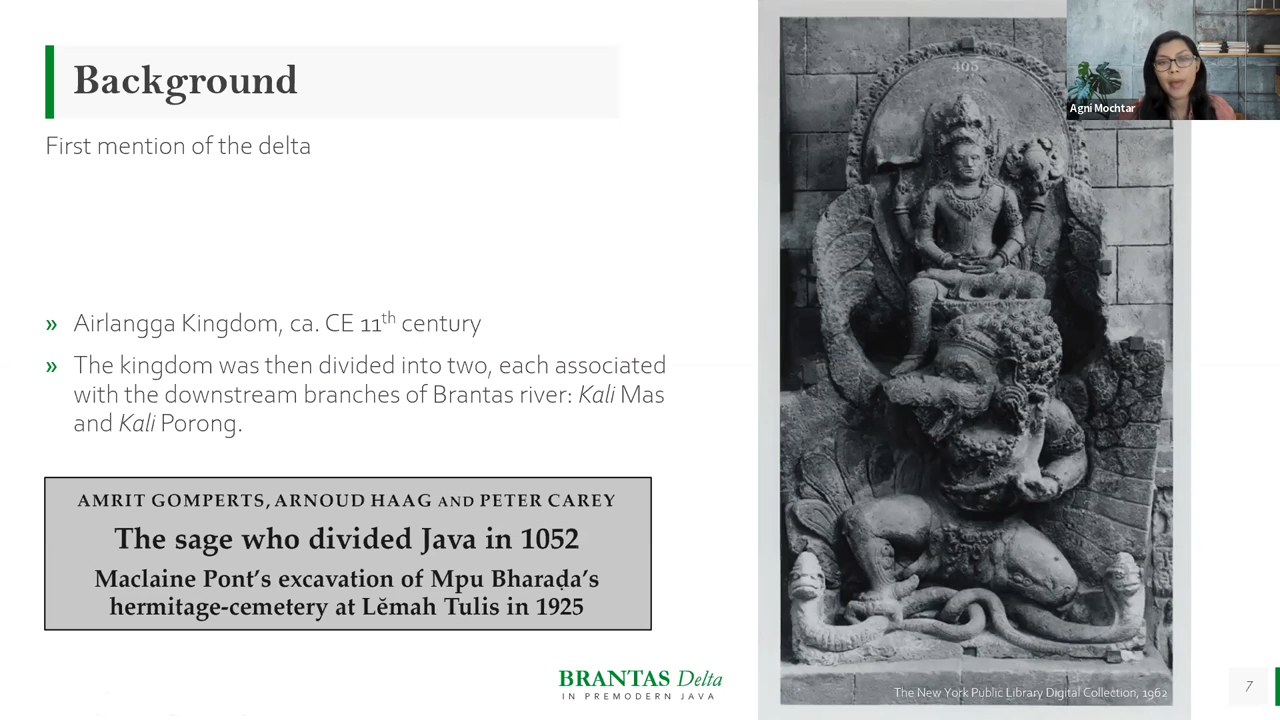 Background
First mention of the delta
» Airlangga Kingdom, ca. CE 11th century
» The kingdom was then divided into two, each associated
with the downstream branches of Brantas river: Kali Mas
and Kali Porong.
AMRIT GOMPERTS, ARNOUD HAAG AND PETER CAREY
The sage who divided Java in 1052
Maclaine Pont's excavation of Mpu Bharaḍa's
hermitage-cemetery at Lĕmah Tulis in 1925
BRANTAS Delta
IN PREMODERN JAVA
405
Agni Mochtar
The New York Public Library Digital Collection, 1962
7